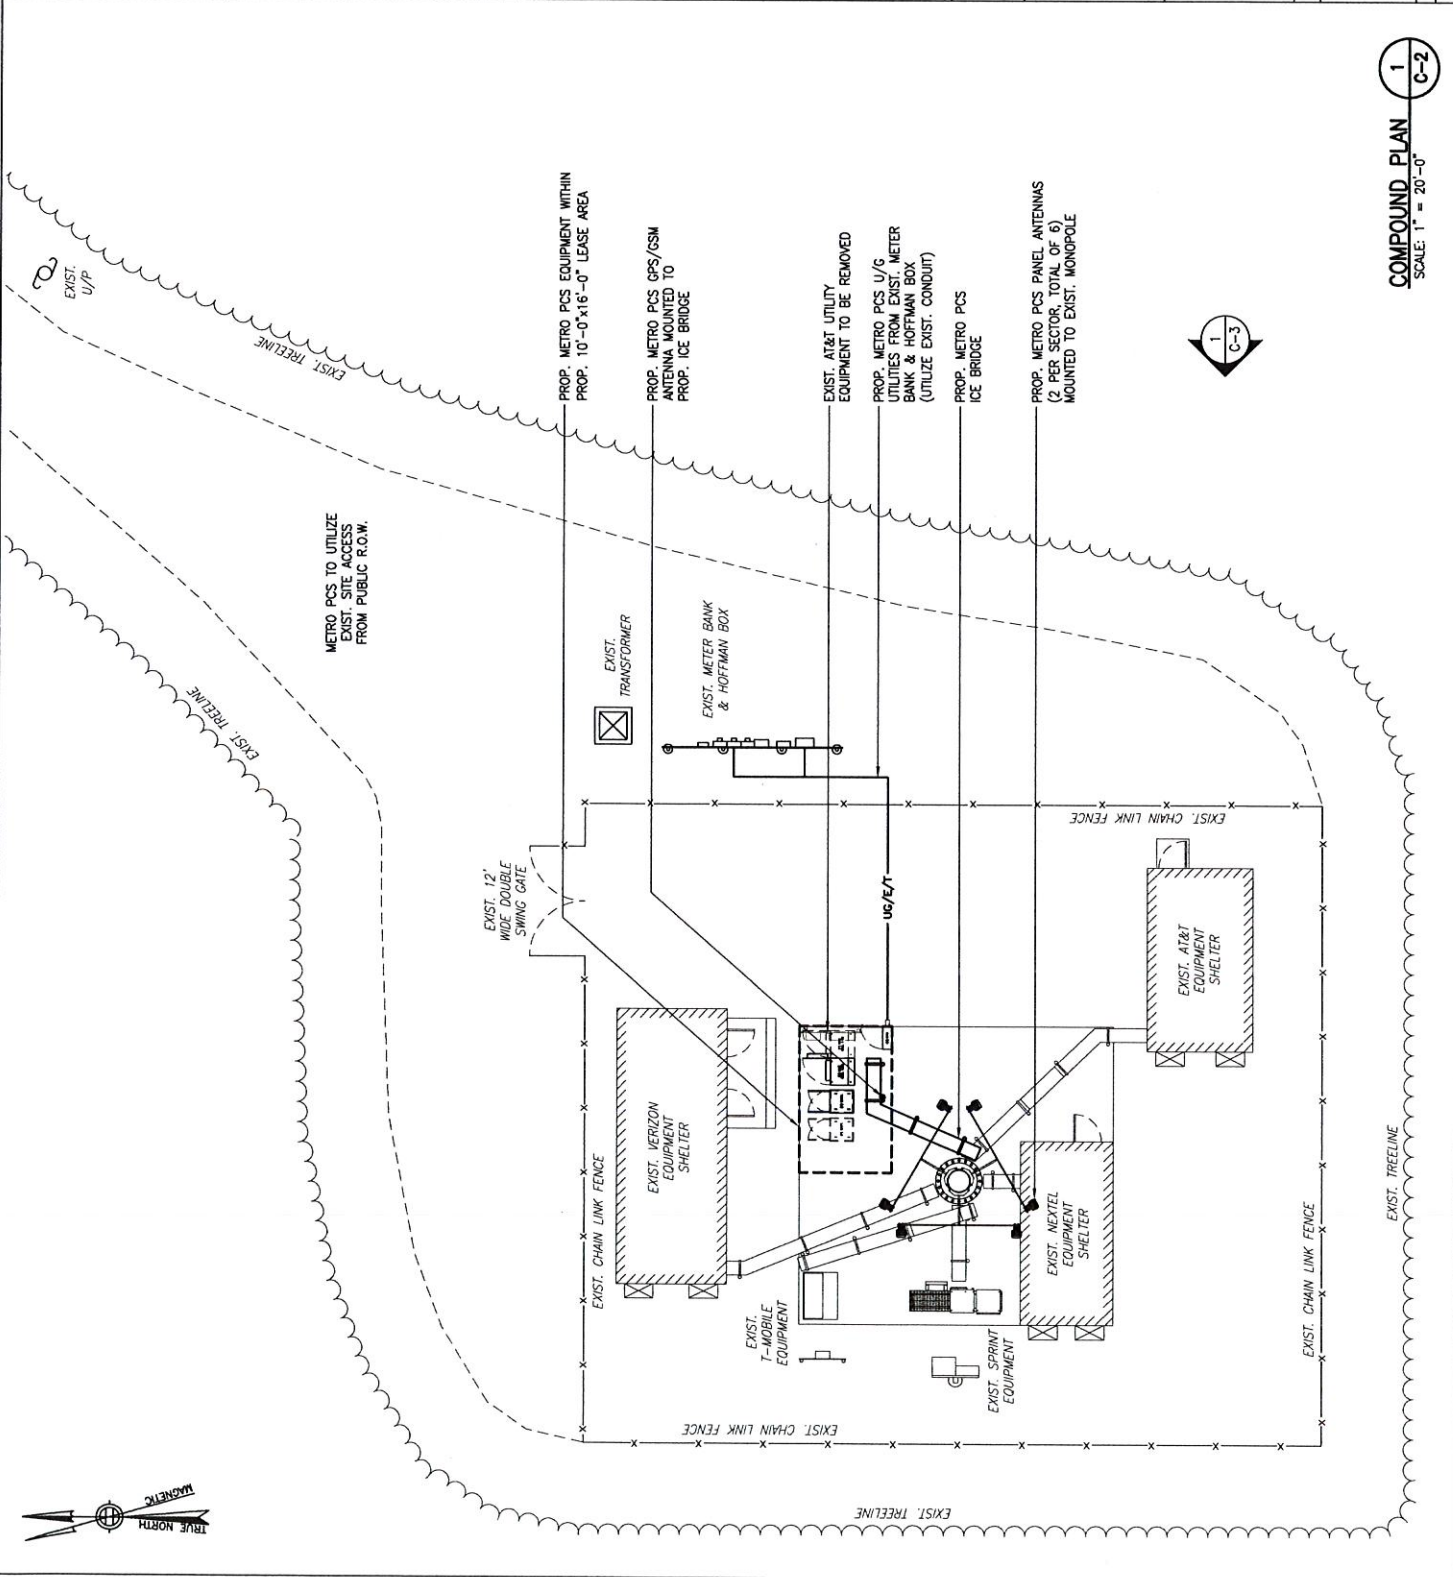 EXIST.
U/P
EXIST. TREELINE
METRO PCS TO UTILIZE
EXIST. SITE ACCESS
FROM PUBLIC R.O.W.
EXIST. TREELINE
PROP. METRO PCS EQUIPMENT WITHIN
PROP. 10'-0"x16'-0" LEASE AREA
PROP. METRO PCS GPS/GSM
ANTENNA MOUNTED TO
PROP. ICE BRIDGE
EXIST. AT&T UTILITY
EQUIPMENT TO BE REMOVED
PROP. METRO PCS U/G
UTILITIES FROM EXIST. METER
BANK & HOFFMAN BOX
(UTILIZE EXIST. CONDUIT)
PROP. METRO PCS
ICE BRIDGE
PROP. METRO PCS PANEL ANTENNAS
(2 PER SECTOR, TOTAL OF 6)
MOUNTED TO EXIST. MONOPOLE
1
C-3
EXIST.
TRANSFORMER
EXIST. METER BANK
& HOFFMAN BOX
EXIST. 12'
WIDE DOUBLE
SWING GATE
EXIST. CHAIN LINK FENCE
UG/E/T
EXIST. VERIZON
EQUIPMENT
SHELTER
EXIST. AT&T
EQUIPMENT
SHELTER
EXIST. NEXTEL
EQUIPMENT
SHELTER
EXIST. CHAIN LINK FENCE
EXIST.
T-MOBILE
EQUIPMENT
EXIST. SPRINT
EQUIPMENT
EXIST. CHAIN LINK FENCE
EXIST. CHAIN LINK FENCE
EXIST. TREELINE
EXIST. TREELINE
TRUE NORTH
MAGNETIC
COMPOUND PLAN
SCALE: 1" = 20'-0"
1
C-2